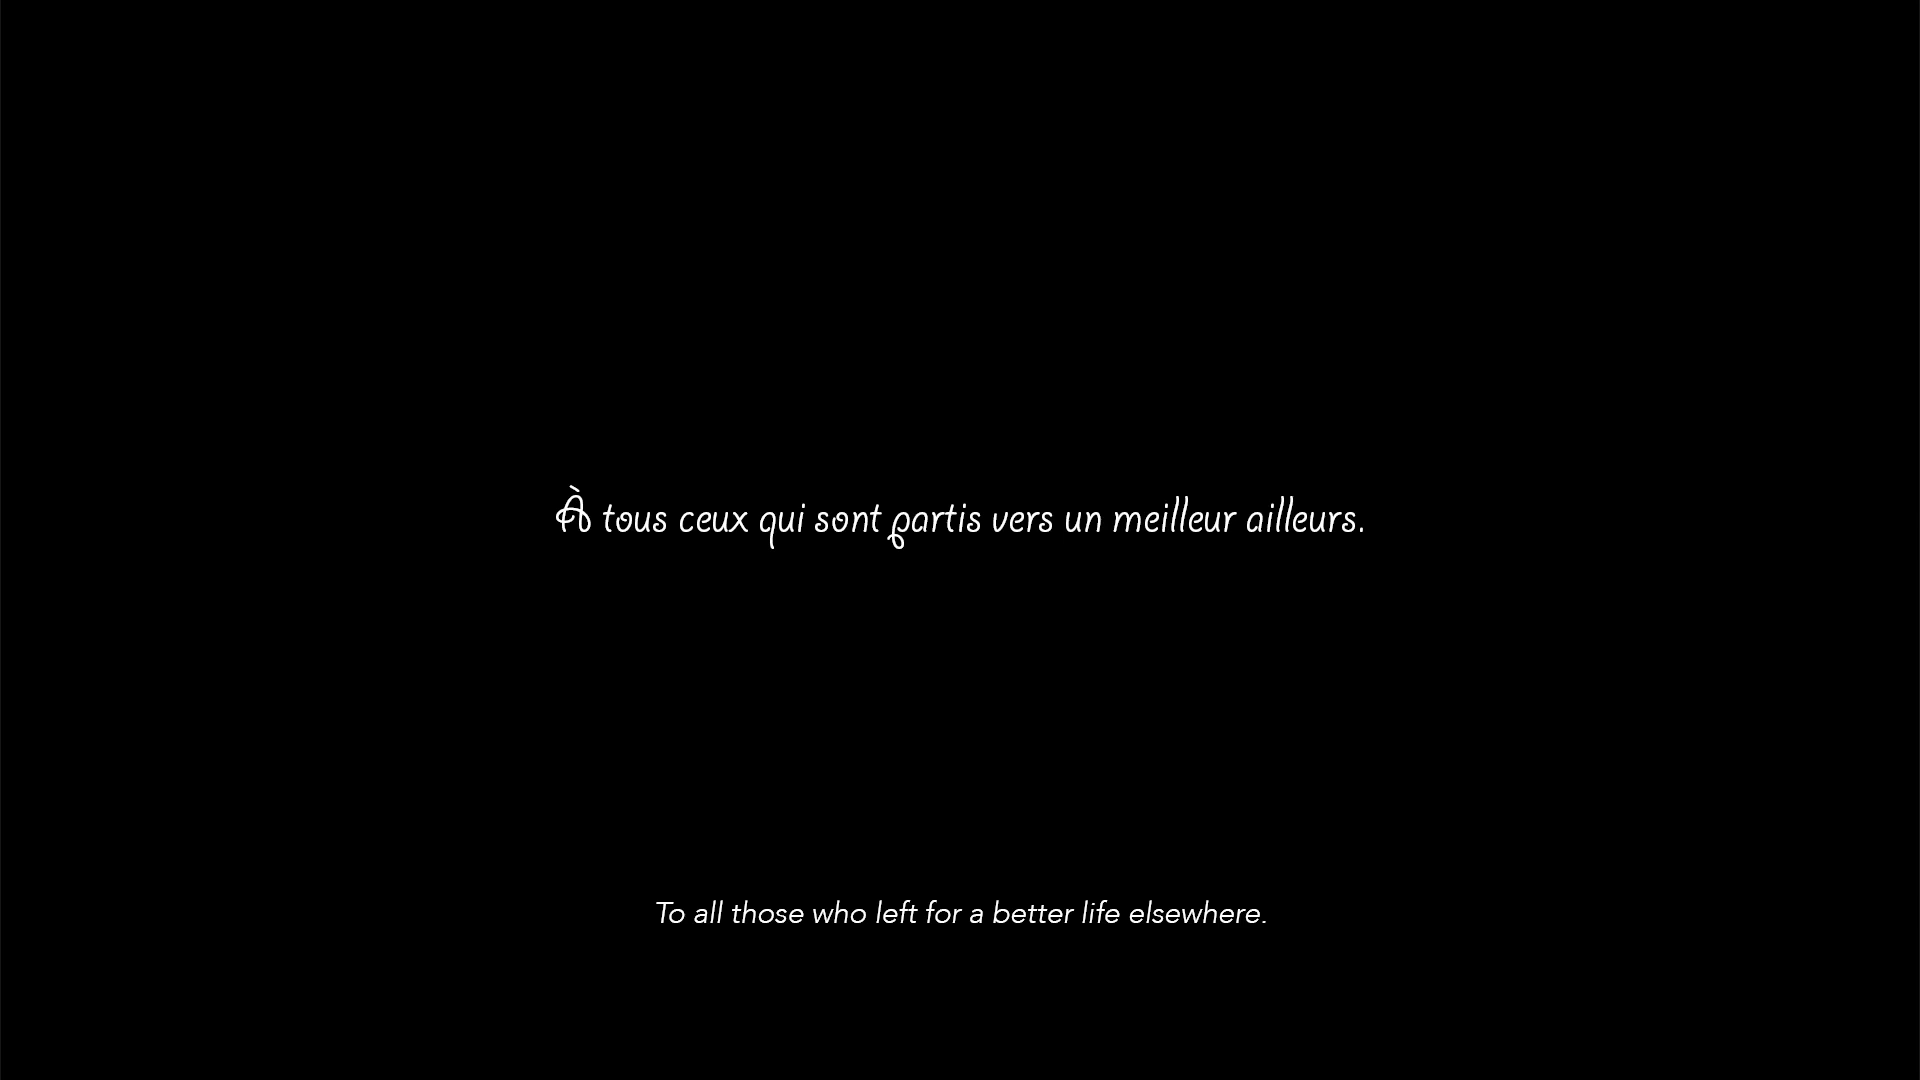 À tous ceux qui sont partis vers un meilleur ailleurs.
To all those who left for a better life elsewhere.